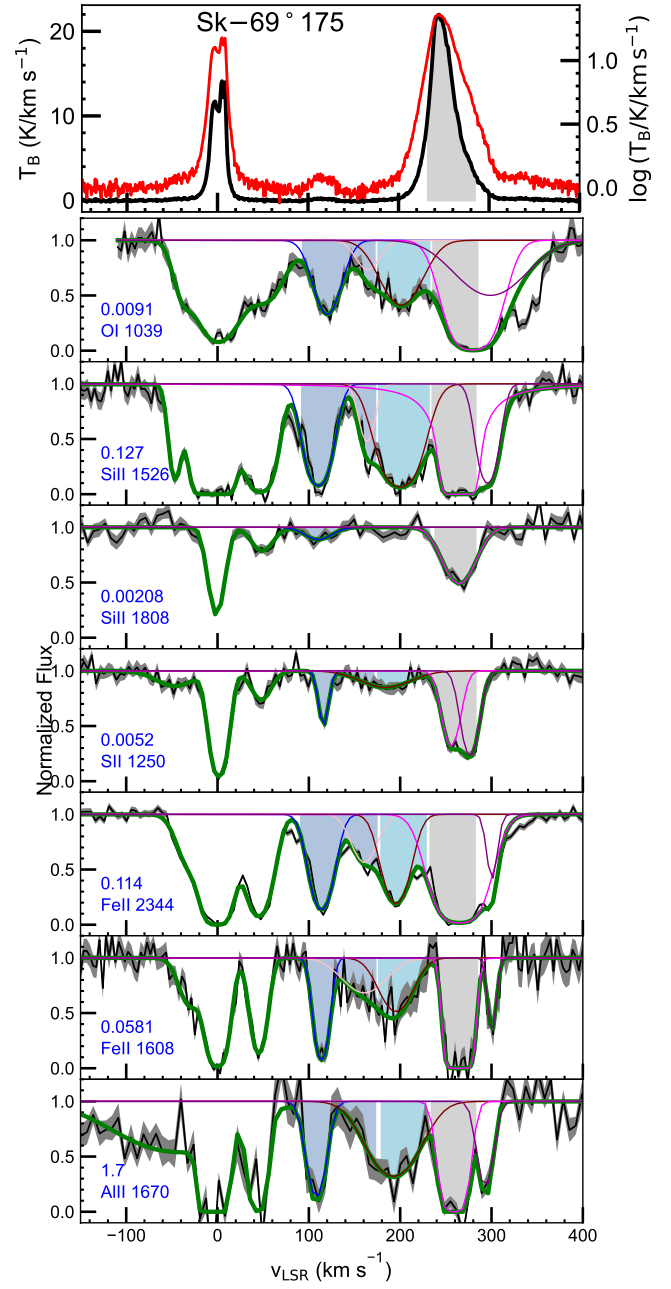 Sk−69°175
T_B (K/km s⁻¹)
log (T_B/K/km s⁻¹)
20
10
0
1.0
0.5
0.0
Normalized Flux
1.0
0.5
0.0
0.0091
OI 1039
1.0
0.5
0.0
0.127
SiII 1526
1.0
0.5
0.0
0.00208
SiII 1808
1.0
0.5
0.0
0.0052
SII 1250
1.0
0.5
0.0
0.114
FeII 2344
1.0
0.5
0.0
0.0581
FeII 1608
1.0
0.5
0.0
1.7
AlII 1670
−100 0 100 200 300 400
v_LSR (km s⁻¹)